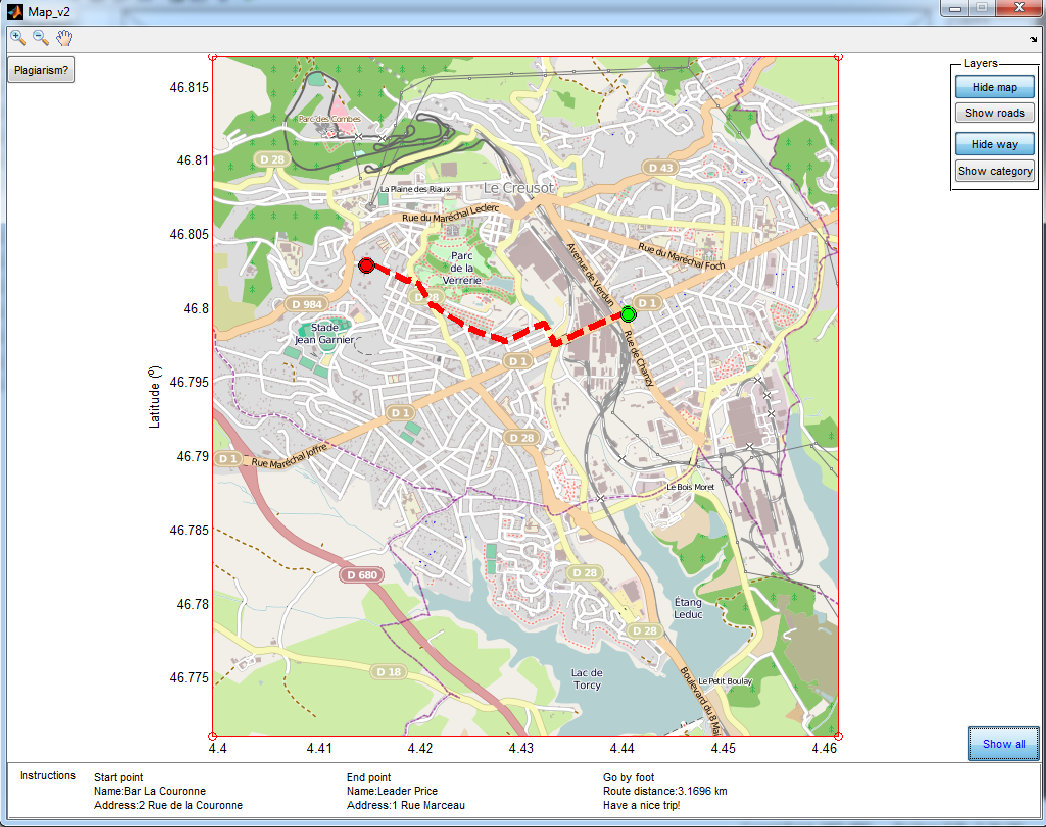 Map_v2
Plagiarism?
Layers
Hide map
Show roads
Hide way
Show category
46.815
46.81
46.805
46.8
46.795
46.79
46.785
46.78
46.775
Latitude (º)
Parc des Combes
D 28
La Plaine des Riaux
Le Creusot
D 43
Rue du Maréchal Leclerc
Avenue de Verdun
Rue du Maréchal Foch
Parc
de la
Verrerie
D 984
D 1
Stade
Jean Garnier
Rue de Chanzy
D 1
D 1
D 28
D 1
Rue Maréchal Joffre
Le Bois Moret
D 680
D 28
Étang
Leduc
D 28
D 18
Lac de
Torcy
Le Petit Boulay
Boulevard du 8 Mai
4.4
4.41
4.42
4.43
4.44
4.45
4.46
Show all
Instructions
Start point
Name:Bar La Couronne
Address:2 Rue de la Couronne
End point
Name:Leader Price
Address:1 Rue Marceau
Go by foot
Route distance:3.1696 km
Have a nice trip!